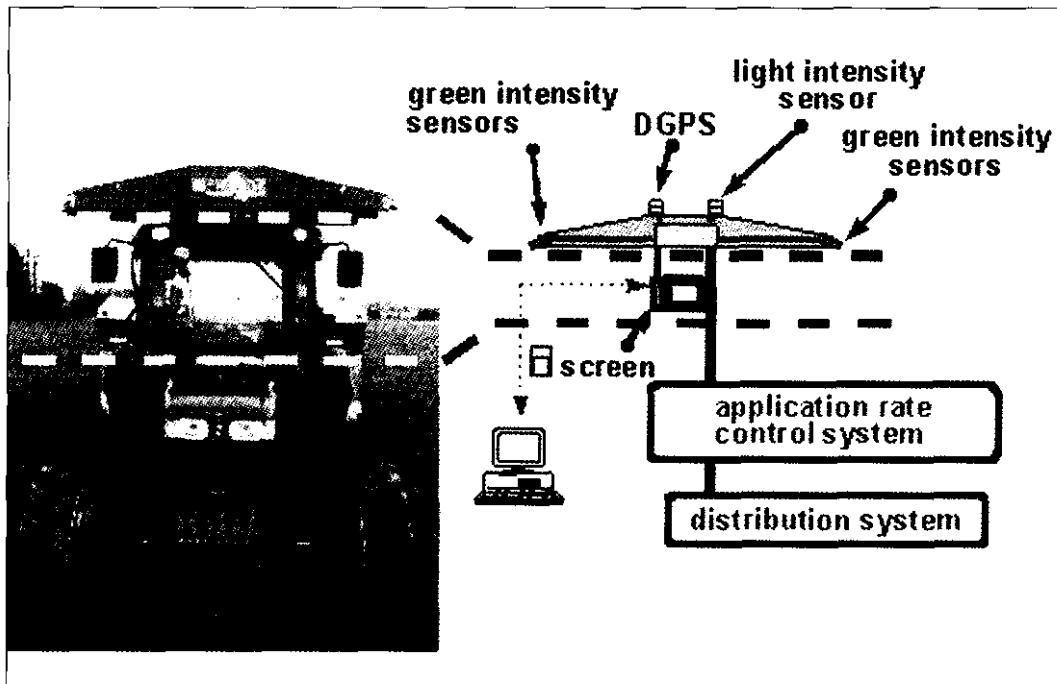 green intensity
sensors
DGPS
light intensity
sensor
green intensity
sensors
screen
application rate
control system
distribution system